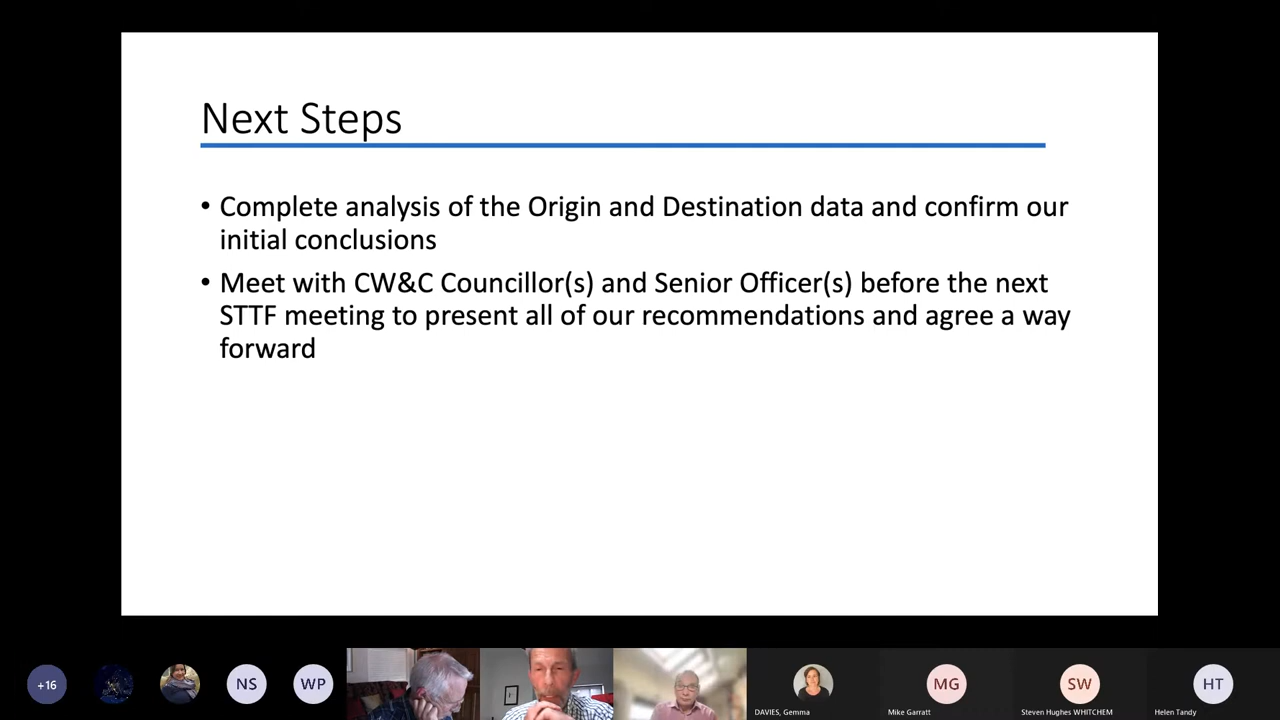 Next Steps
• Complete analysis of the Origin and Destination data and confirm our
initial conclusions
• Meet with CW&C Councillor(s) and Senior Officer(s) before the next
STTF meeting to present all of our recommendations and agree a way
forward
+16
NS
WP
DAVIES, Gemma
MG
Mike Garratt
SW
Steven Hughes WHITCHEM
HT
Helen Tandy